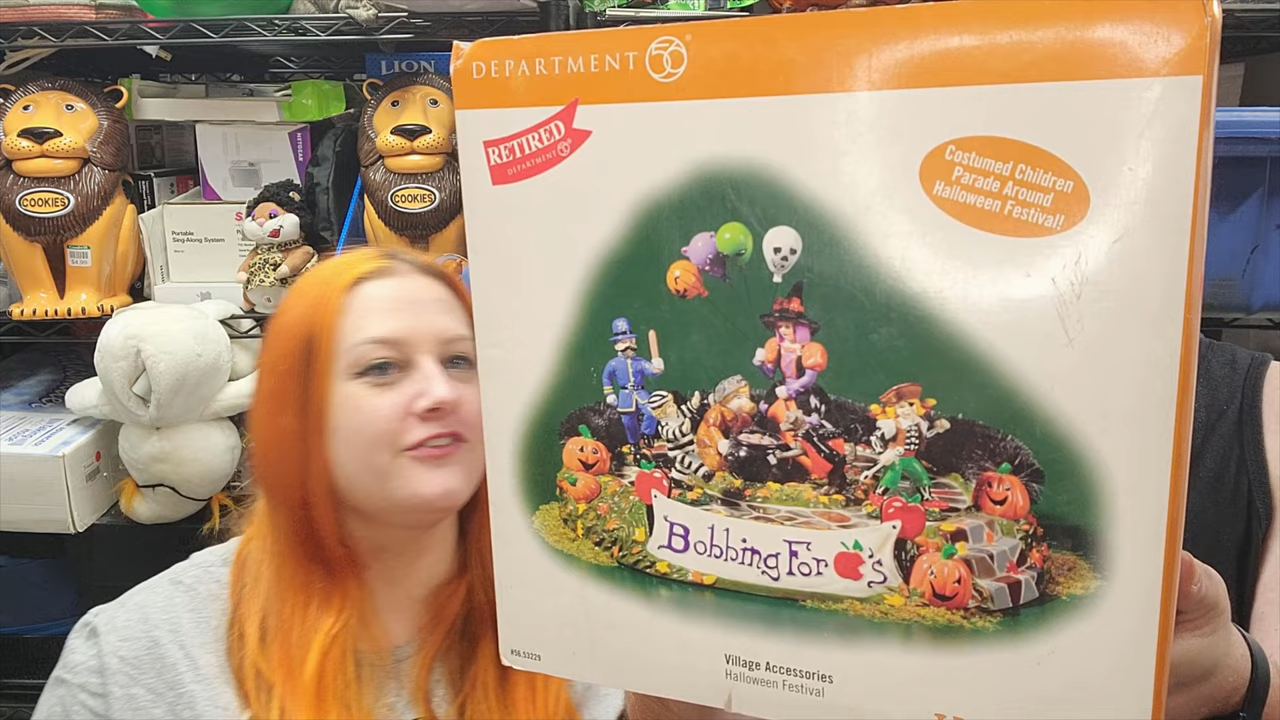 LION
DEPARTMENT 56
RETIRED
DEPARTMENT 56
Costumed Children
Parade Around
Halloween Festival!
COOKIES
COOKIES
NETGEAR
Portable
Sing-Along System
Bobbing For 's
856.53229
Village Accessories
Halloween Festival